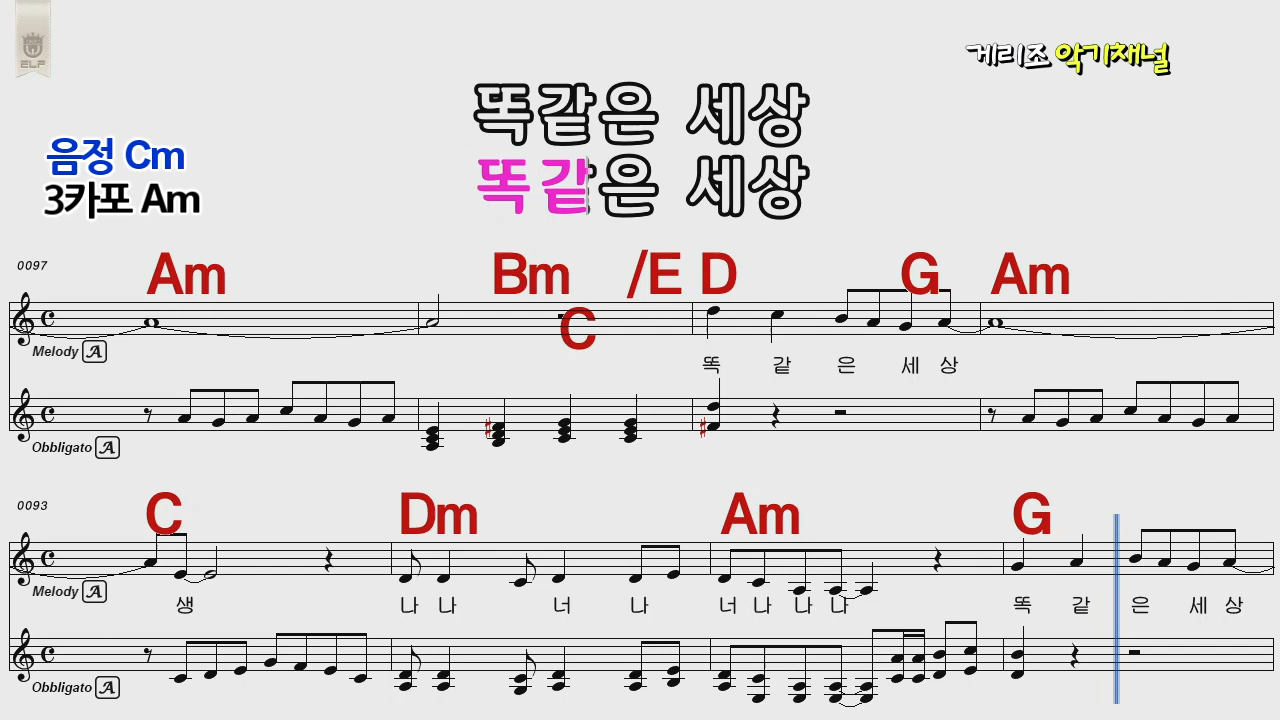 ELF
게리조 악기채널
똑같은 세상
음정 Cm
3카포 Am
똑같은 세상
0097
Am Bm /E D G Am
C
Melody A
똑 같 은 세 상
Obbligato A
0093
C Dm Am G
Melody A
생 나 나 너 나 너 나 나 나 똑 같 은 세 상
Obbligato A